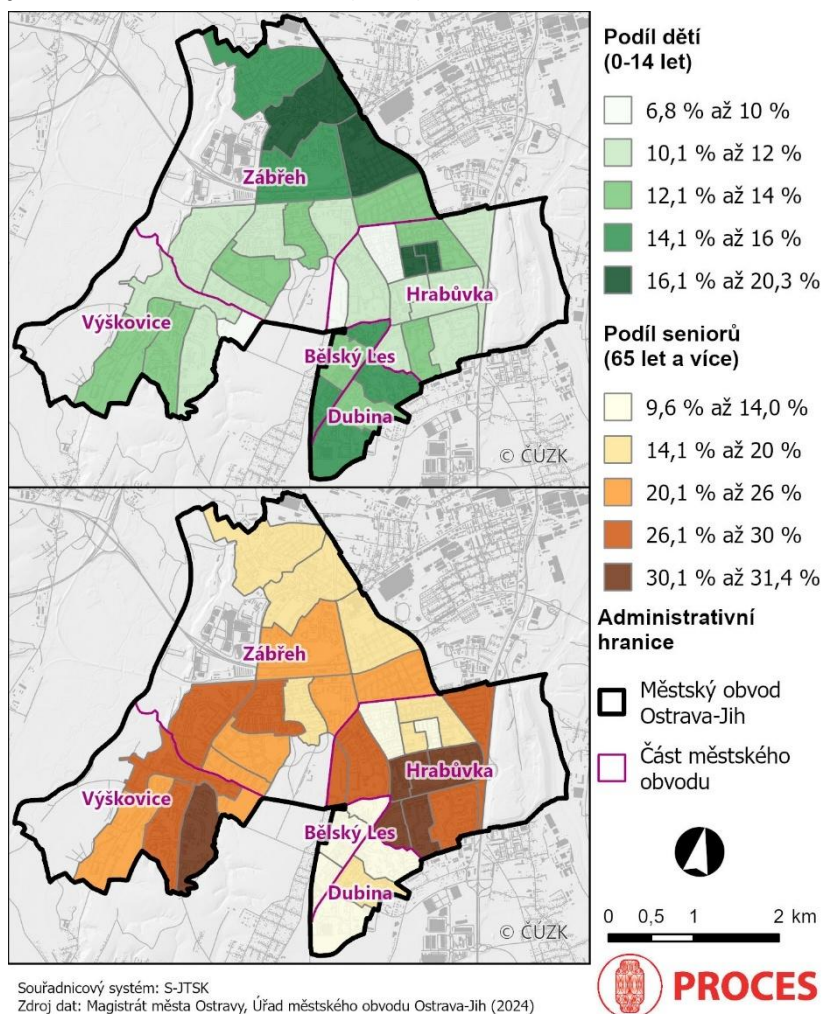 Zábřeh
Hrabůvka
Výškovice
Bělský Les
Dubina
© ČÚZK
Zábřeh
Hrabůvka
Výškovice
Bělský Les
Dubina
© ČÚZK
Podíl dětí
(0-14 let)
6,8 % až 10 %
10,1 % až 12 %
12,1 % až 14 %
14,1 % až 16 %
16,1 % až 20,3 %
Podíl seniorů
(65 let a více)
9,6 % až 14,0 %
14,1 % až 20 %
20,1 % až 26 %
26,1 % až 30 %
30,1 % až 31,4 %
Administrativní
hranice
Městský obvod
Ostrava-Jih
Část městského
obvodu
0 0,5 1 2 km
PROCES
Souřadnicový systém: S-JTSK
Zdroj dat: Magistrát města Ostravy, Úřad městského obvodu Ostrava-Jih (2024)